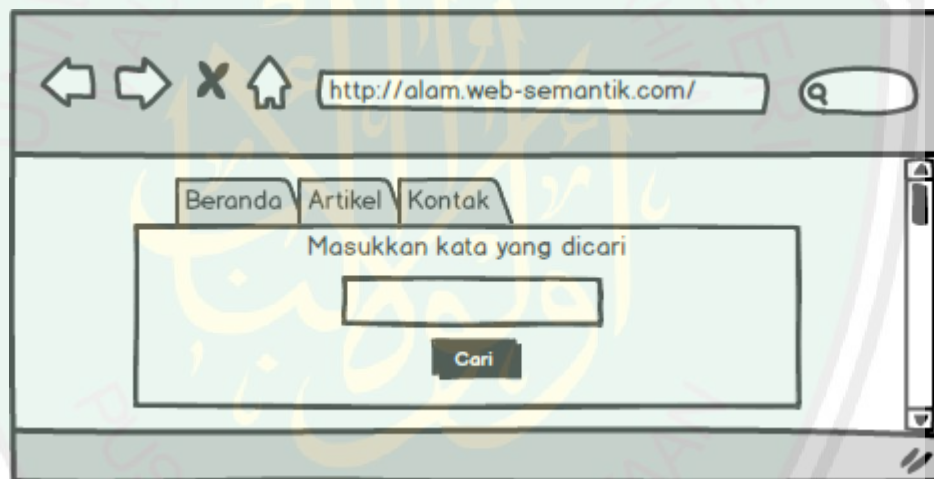 http://alam.web-semantik.com/
Beranda Artikel Kontak
Masukkan kata yang dicari
Cari